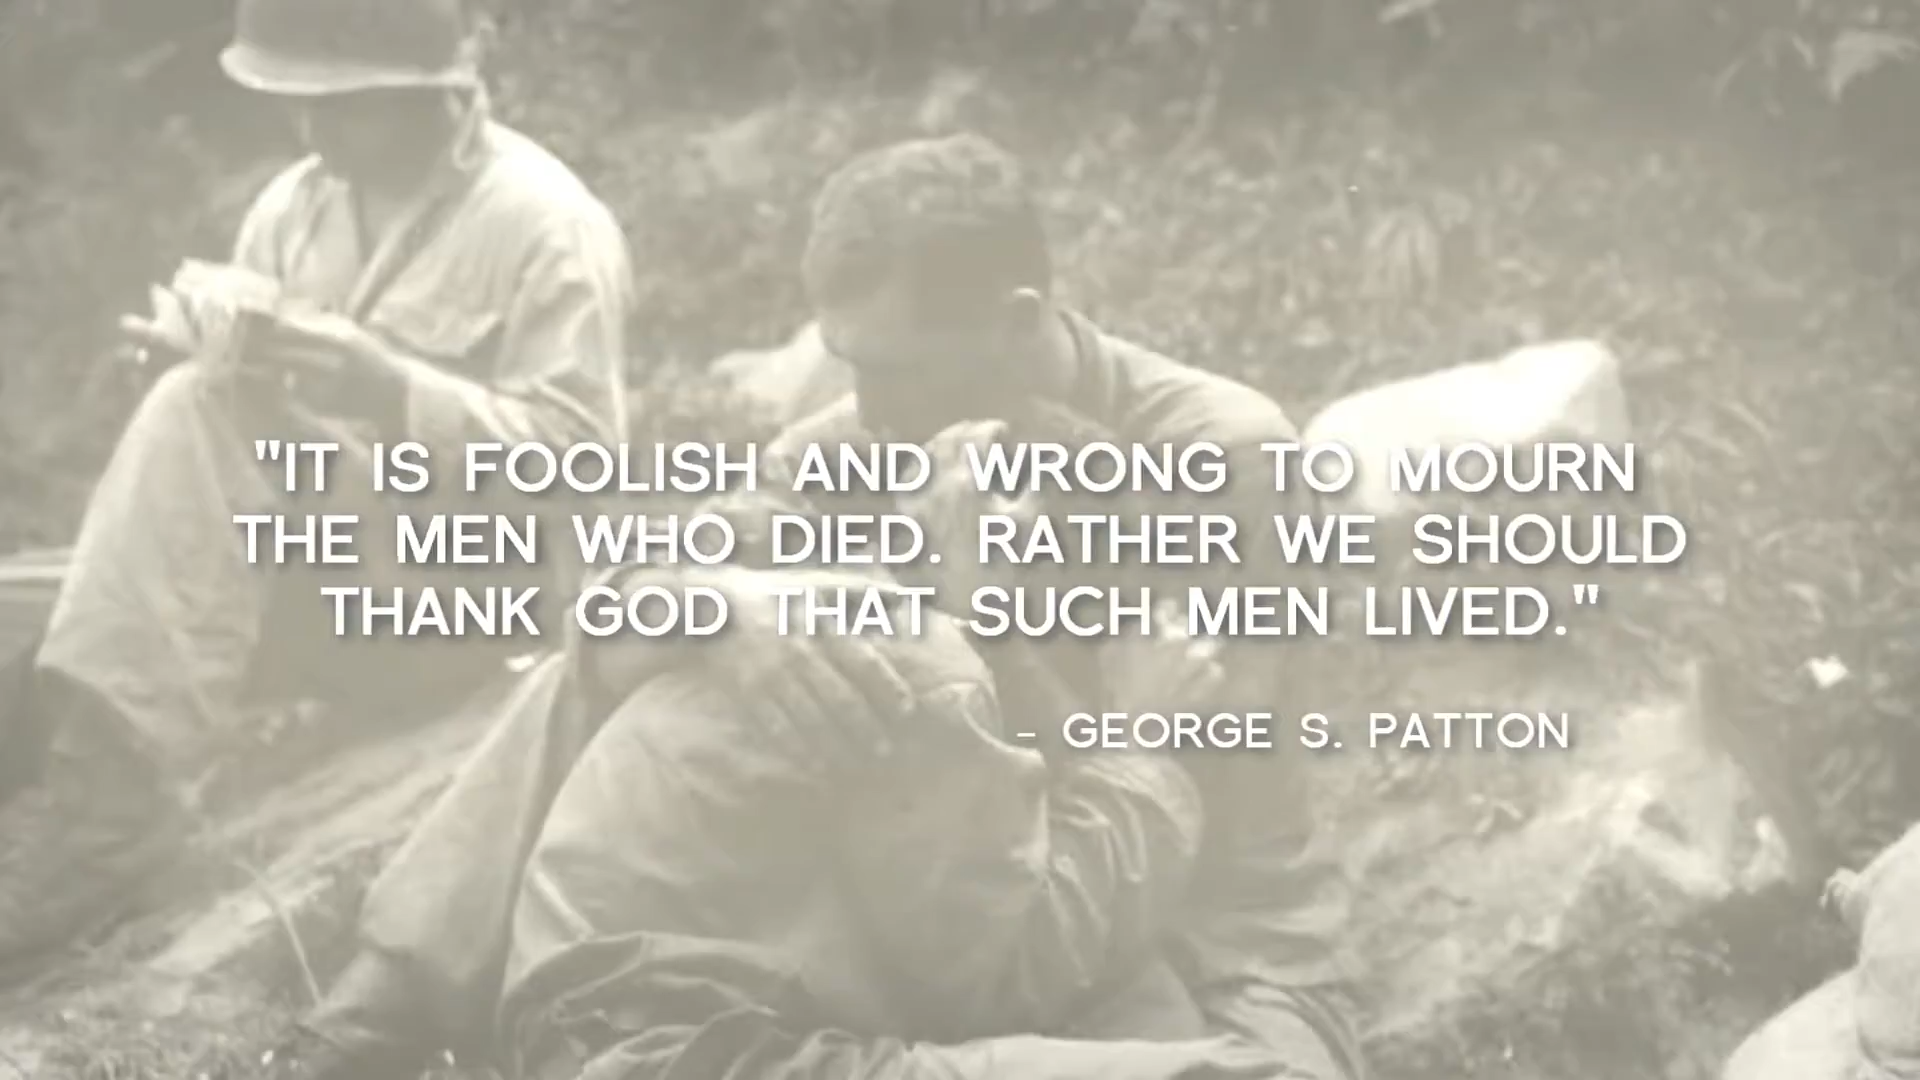 "IT IS FOOLISH AND WRONG TO MOURN
THE MEN WHO DIED. RATHER WE SHOULD
THANK GOD THAT SUCH MEN LIVED."
- GEORGE S. PATTON